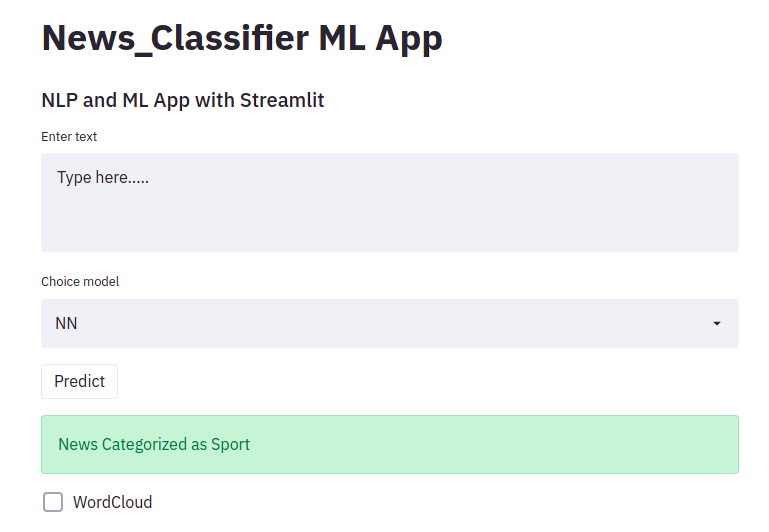 News_Classifier ML App
NLP and ML App with Streamlit
Enter text
Type here.....
Choice model
NN
Predict
News Categorized as Sport
WordCloud